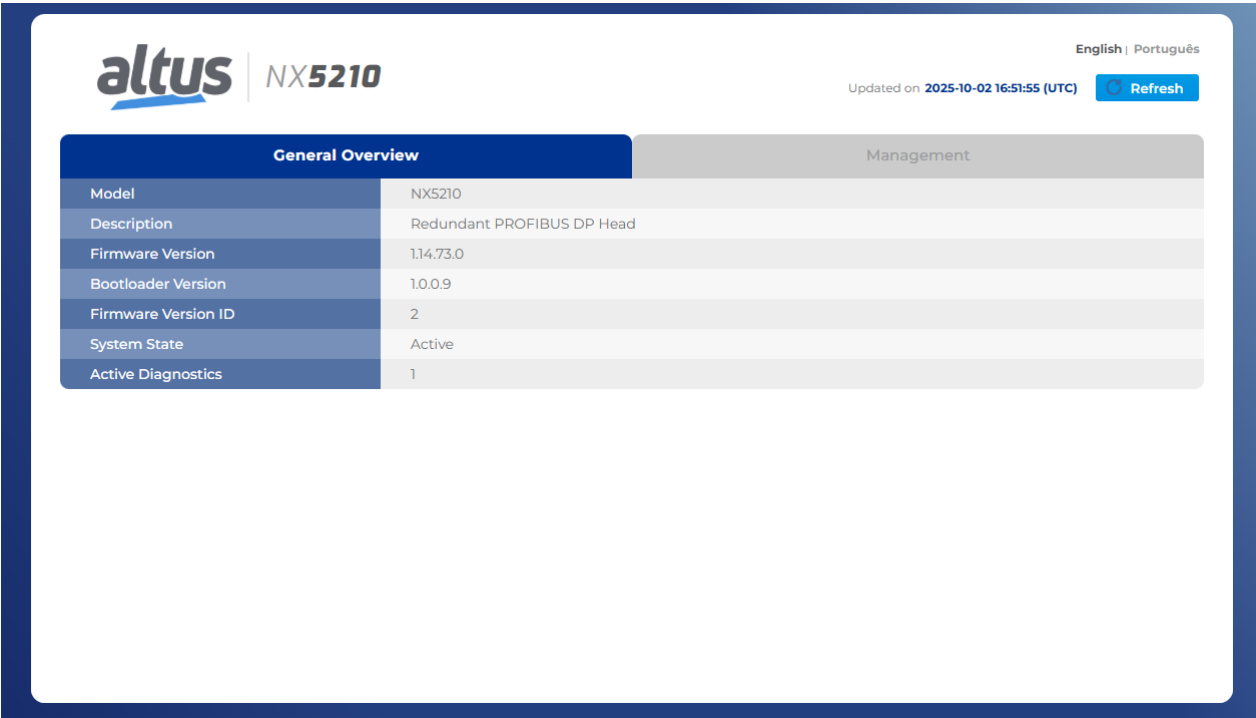 altus
NX5210
English | Português
Updated on 2025-10-02 16:51:55 (UTC)
Refresh
General Overview
Management
Model NX5210
Description Redundant PROFIBUS DP Head
Firmware Version 1.14.73.0
Bootloader Version 1.0.0.9
Firmware Version ID 2
System State Active
Active Diagnostics 1